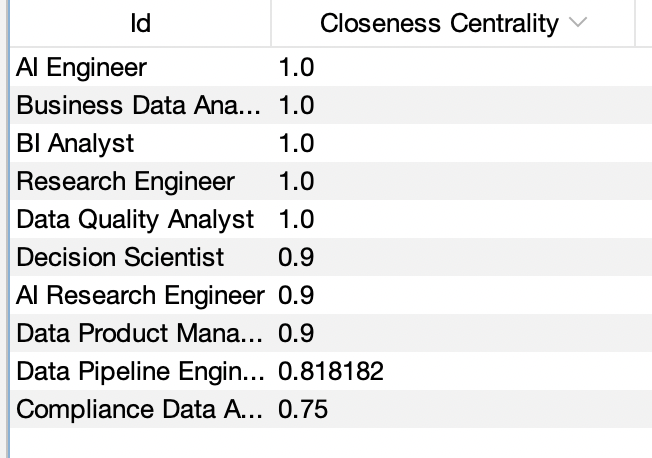 Id Closeness Centrality
AI Engineer 1.0
Business Data Ana... 1.0
BI Analyst 1.0
Research Engineer 1.0
Data Quality Analyst 1.0
Decision Scientist 0.9
AI Research Engineer 0.9
Data Product Mana... 0.9
Data Pipeline Engin... 0.818182
Compliance Data A... 0.75